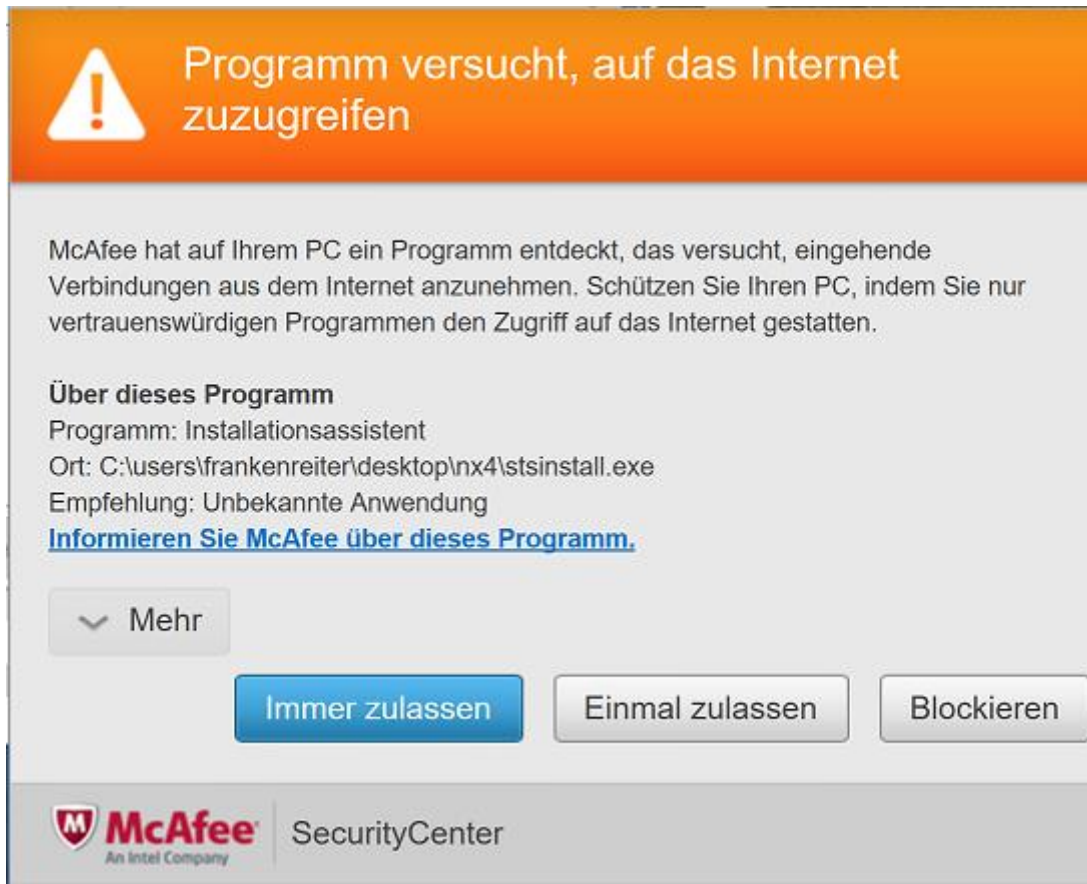 Programm versucht, auf das Internet
zuzugreifen
McAfee hat auf Ihrem PC ein Programm entdeckt, das versucht, eingehende
Verbindungen aus dem Internet anzunehmen. Schützen Sie Ihren PC, indem Sie nur
vertrauenswürdigen Programmen den Zugriff auf das Internet gestatten.
Über dieses Programm
Programm: Installationsassistent
Ort: C:\users\frankenreiter\desktop\nx4\stsinstall.exe
Empfehlung: Unbekannte Anwendung
Informieren Sie McAfee über dieses Programm.
Mehr
Immer zulassen Einmal zulassen Blockieren
McAfee SecurityCenter
An Intel Company